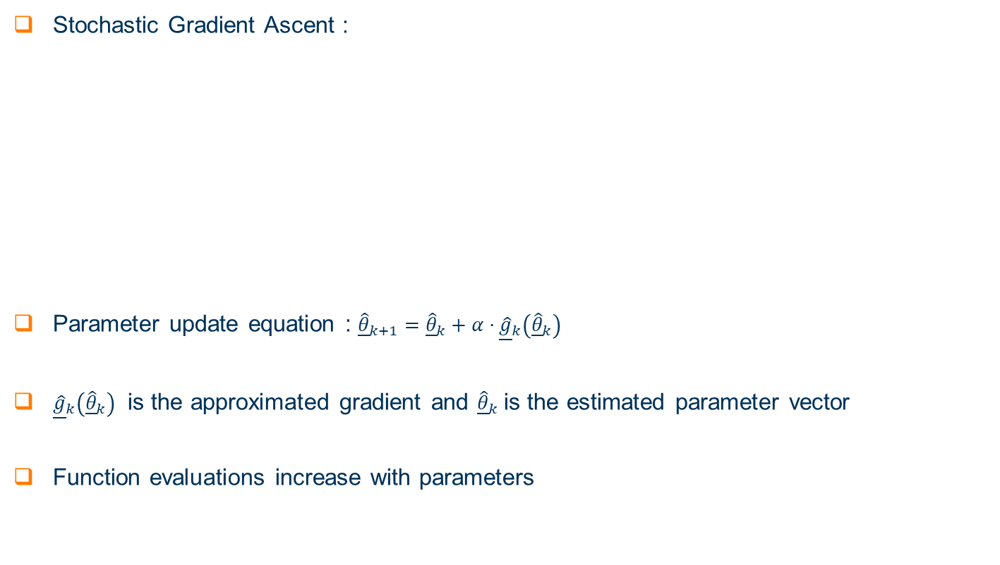 ❑ Stochastic Gradient Ascent :
❑ Parameter update equation : $\underline{\hat{\theta}}_{k+1} = \underline{\hat{\theta}}_k + \alpha \cdot \underline{\hat{g}}_k(\underline{\hat{\theta}}_k)$
❑ $\underline{\hat{g}}_k(\underline{\hat{\theta}}_k)$ is the approximated gradient and $\underline{\hat{\theta}}_k$ is the estimated parameter vector
❑ Function evaluations increase with parameters